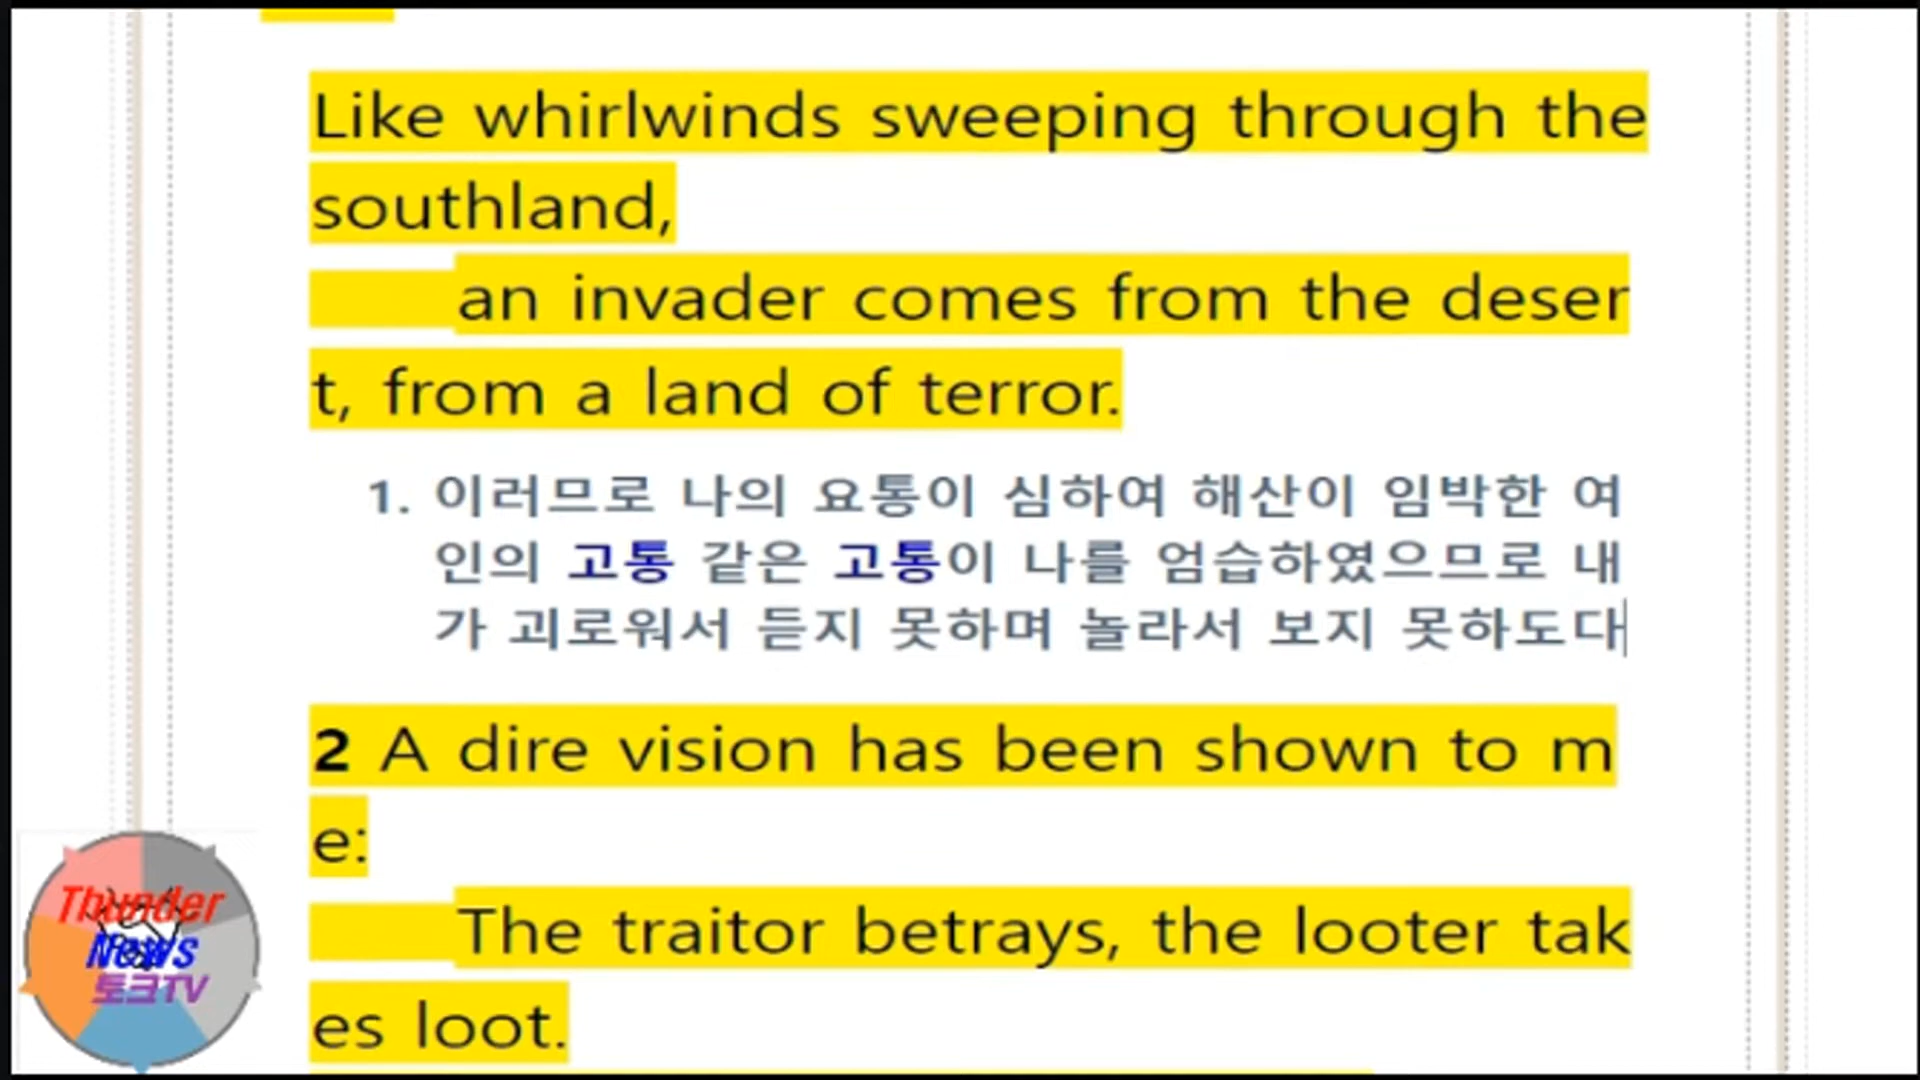 Like whirlwinds sweeping through the
southland,
an invader comes from the deser
t, from a land of terror.
1. 이러므로 나의 요통이 심하여 해산이 임박한 여
인의 고통 같은 고통이 나를 엄습하였으므로 내
가 괴로워서 듣지 못하며 놀라서 보지 못하도다
2 A dire vision has been shown to m
e:
The traitor betrays, the looter tak
es loot.
Thunder
News
토크TV